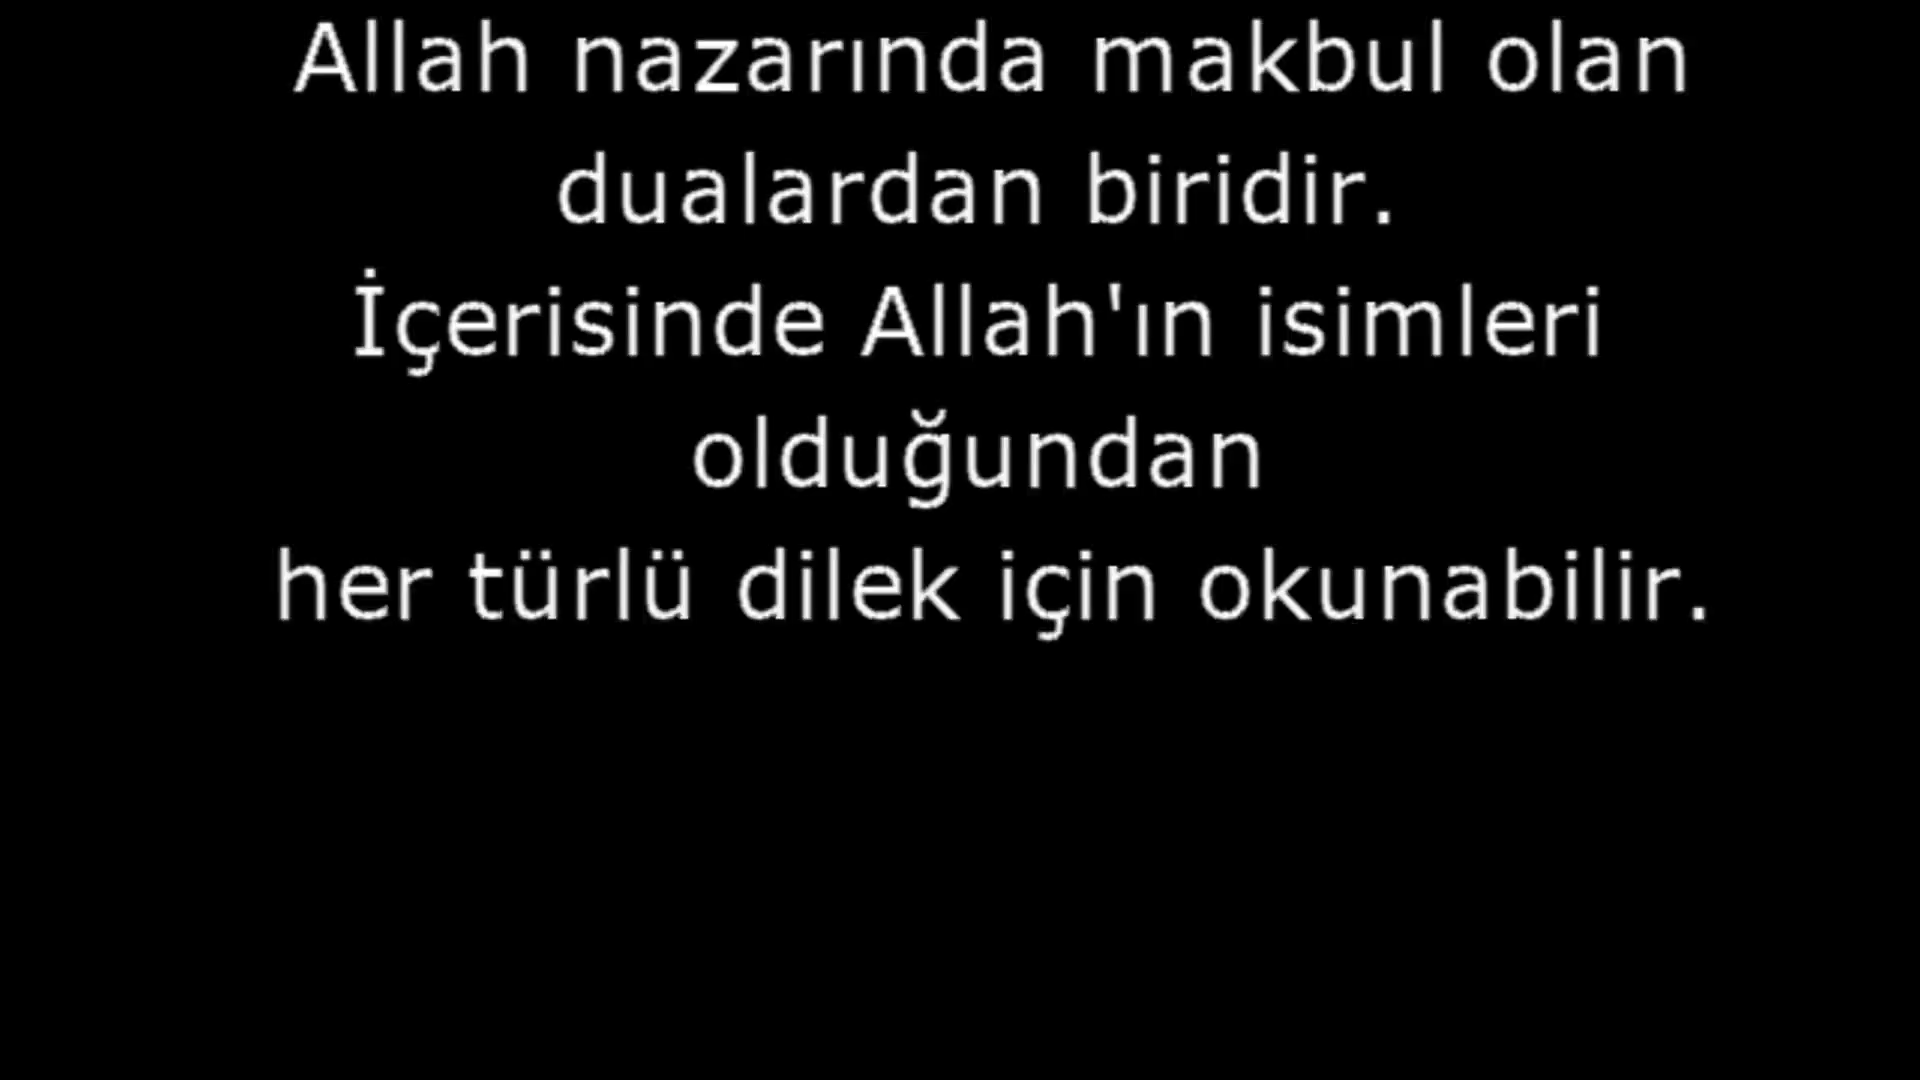 Allah nazarında makbul olan
dualardan biridir.
İçerisinde Allah'ın isimleri
olduğundan
her türlü dilek için okunabilir.